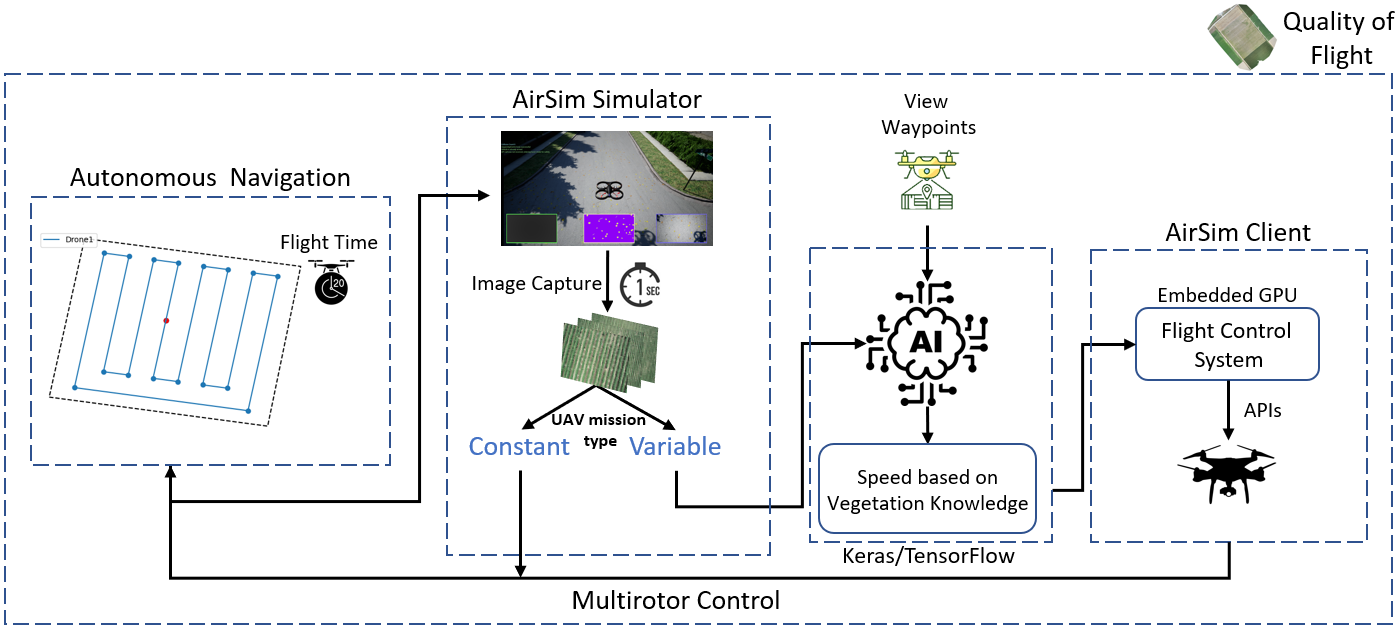 Quality of
Flight
AirSim Simulator
View
Waypoints
Autonomous Navigation
Drone1
Flight Time
20
AirSim Client
Image Capture
1 SEC
Embedded GPU
Flight Control
System
AI
APIs
UAV mission
type
Constant
Variable
Speed based on
Vegetation Knowledge
Keras/TensorFlow
Multirotor Control